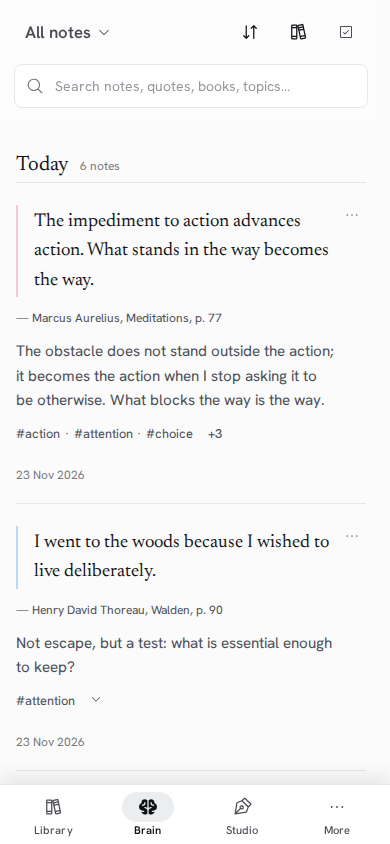 All notes
Search notes, quotes, books, topics...
Today 6 notes
The impediment to action advances
action. What stands in the way becomes
the way.
— Marcus Aurelius, Meditations, p. 77
The obstacle does not stand outside the action;
it becomes the action when I stop asking it to
be otherwise. What blocks the way is the way.
#action · #attention · #choice +3
23 Nov 2026
I went to the woods because I wished to
live deliberately.
— Henry David Thoreau, Walden, p. 90
Not escape, but a test: what is essential enough
to keep?
#attention
23 Nov 2026
Library Brain Studio More